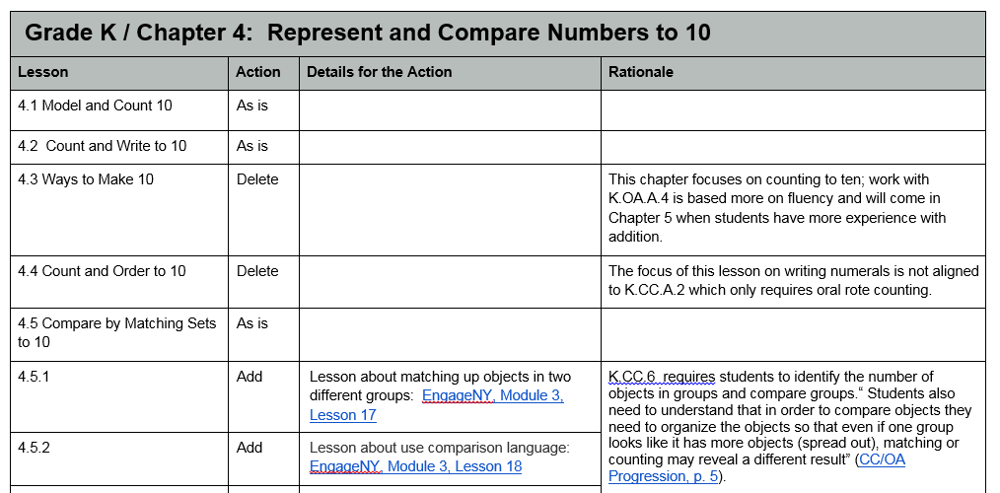 Grade K / Chapter 4:  Represent and Compare Numbers to 10
Lesson Action Details for the Action Rationale
4.1 Model and Count 10 As is
4.2  Count and Write to 10 As is
4.3 Ways to Make 10 Delete This chapter focuses on counting to ten; work with
K.OA.A.4 is based more on fluency and will come in
Chapter 5 when students have more experience with
addition.
4.4 Count and Order to 10 Delete The focus of this lesson on writing numerals is not aligned
to K.CC.A.2 which only requires oral rote counting.
4.5 Compare by Matching Sets As is
to 10
4.5.1 Add
Lesson about matching up objects in two
different groups:  EngageNY, Module 3,
Lesson 17
K.CC.6  requires students to identify the number of
objects in groups and compare groups.“ Students also
need to understand that in order to compare objects they
need to organize the objects so that even if one group
looks like it has more objects (spread out), matching or
counting may reveal a different result” (CC/OA
Progression, p. 5).
4.5.2 Add
Lesson about use comparison language:
EngageNY, Module 3, Lesson 18